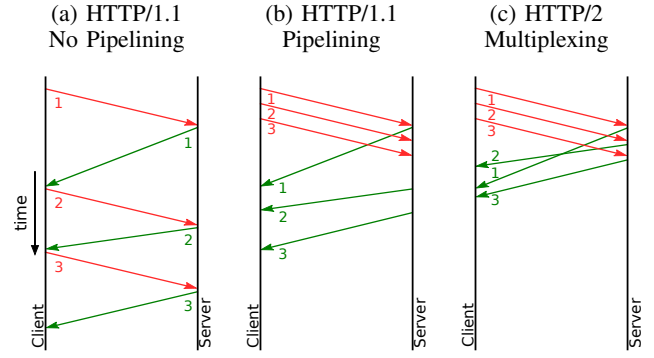 (a) HTTP/1.1
No Pipelining
(b) HTTP/1.1
Pipelining
(c) HTTP/2
Multiplexing
time
Client
1
1
2
2
3
3
Server
Client
1
2
3
1
2
3
Server
Client
1
2
3
2
1
3
Server